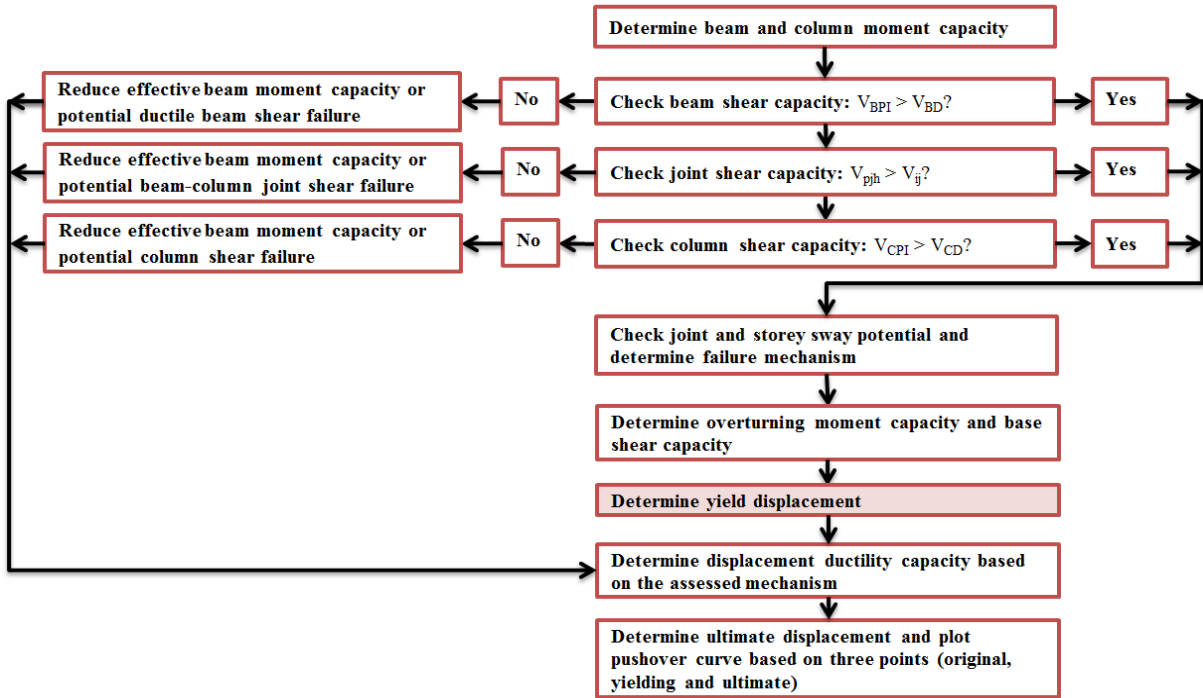 Determine beam and column moment capacity
Reduce effective beam moment capacity or
potential ductile beam shear failure
No
Check beam shear capacity: V_BPI > V_BD?
Yes
Reduce effective beam moment capacity or
potential beam-column joint shear failure
No
Check joint shear capacity: V_pjh > V_ij?
Yes
Reduce effective beam moment capacity or
potential column shear failure
No
Check column shear capacity: V_CPI > V_CD?
Yes
Check joint and storey sway potential and
determine failure mechanism
Determine overturning moment capacity and base
shear capacity
Determine yield displacement
Determine displacement ductility capacity based
on the assessed mechanism
Determine ultimate displacement and plot
pushover curve based on three points (original,
yielding and ultimate)